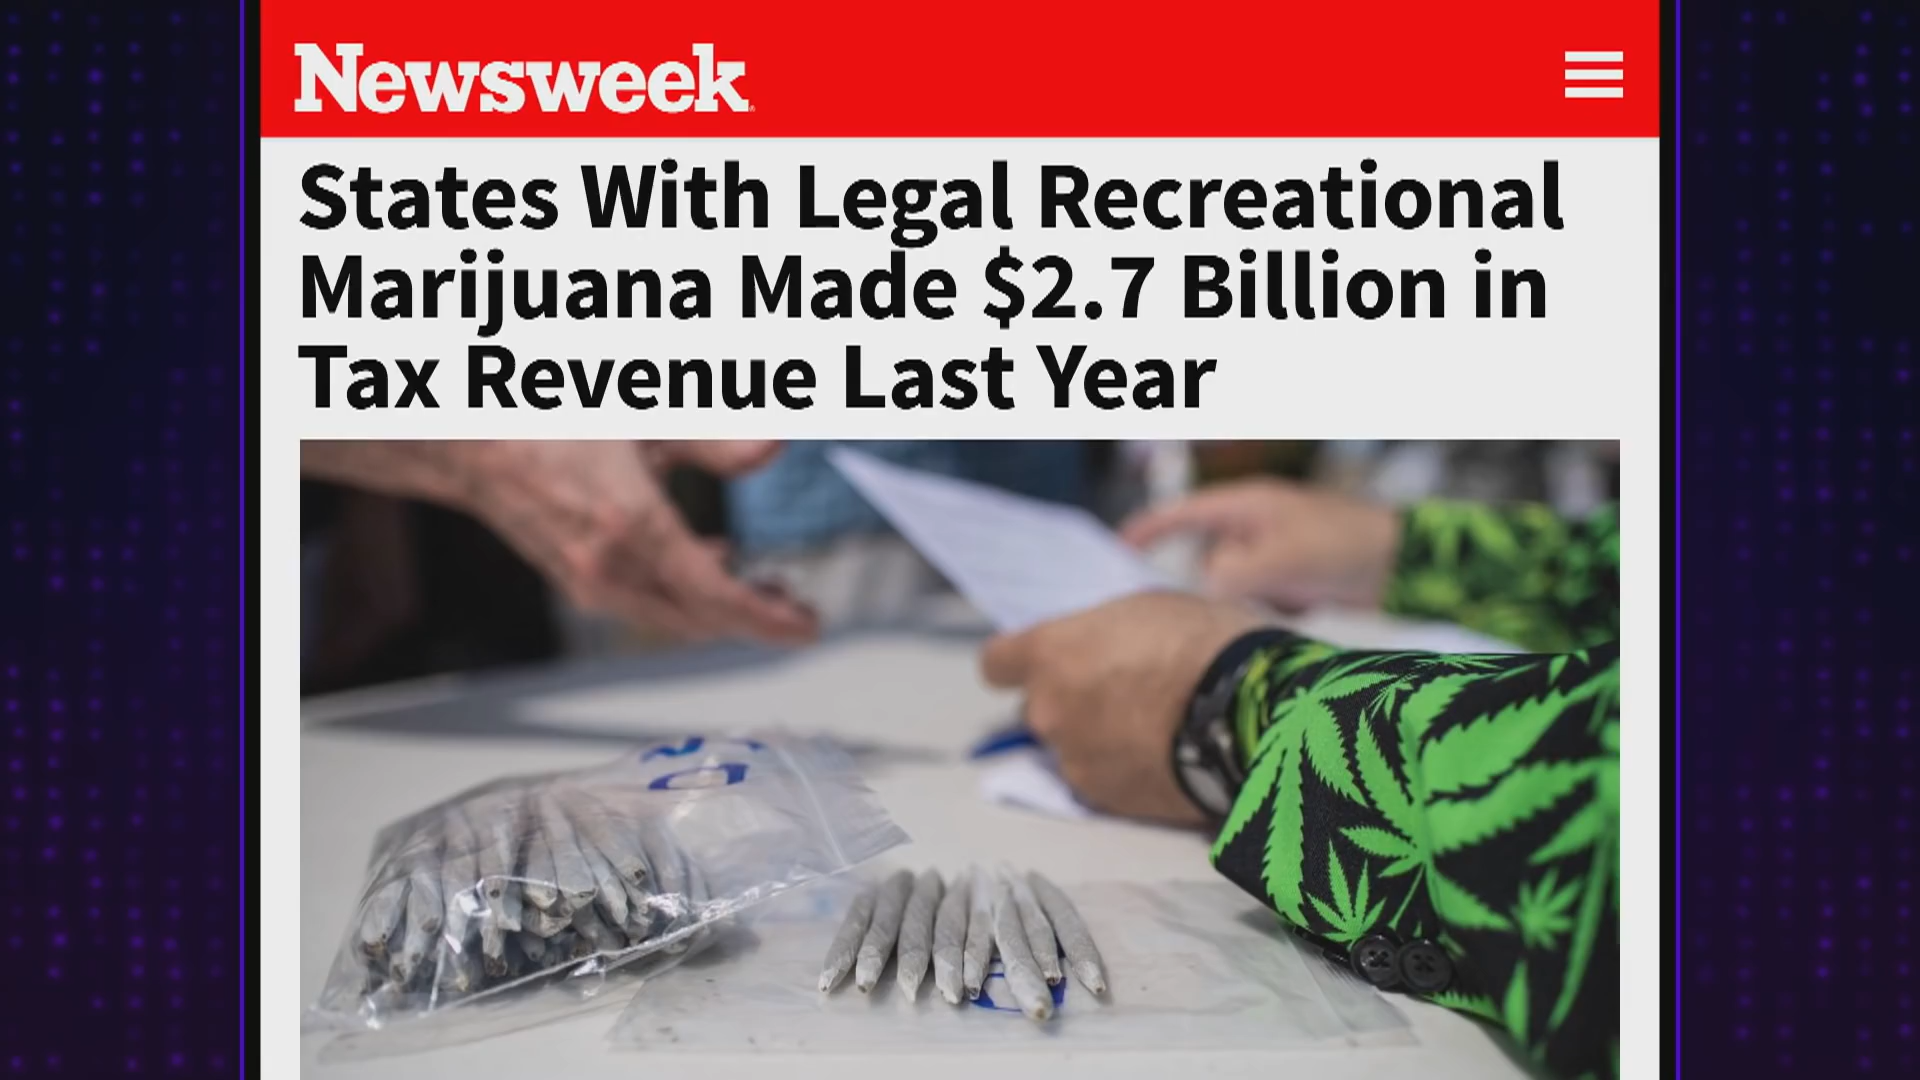 Newsweek
States With Legal Recreational
Marijuana Made $2.7 Billion in
Tax Revenue Last Year